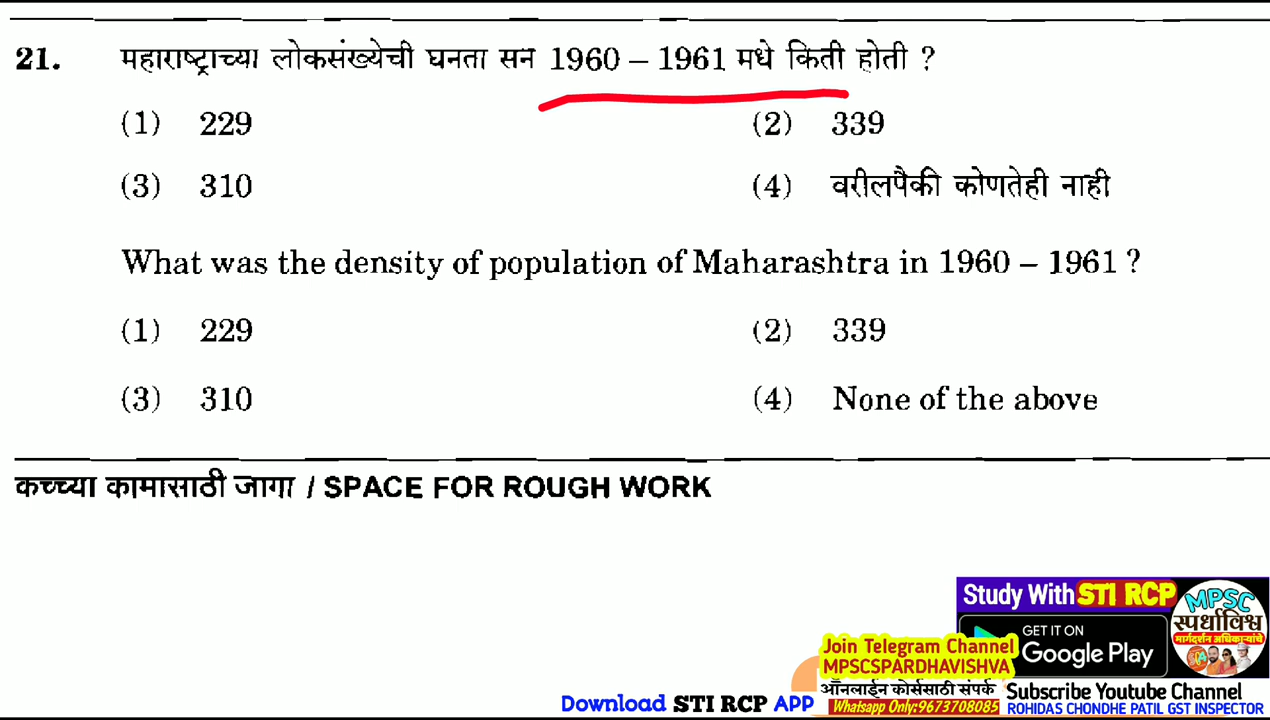 21. महाराष्ट्राच्या लोकसंख्येची घनता सन 1960 – 1961 मधे किती होती ?
(1) 229 (2) 339
(3) 310 (4) वरीलपैकी कोणतेही नाही
What was the density of population of Maharashtra in 1960 – 1961 ?
(1) 229 (2) 339
(3) 310 (4) None of the above
कच्च्या कामासाठी जागा / SPACE FOR ROUGH WORK
Study With STI RCP
MPSC
स्पर्धाविश्व
मार्गदर्शन अधिकाऱ्यांचे
GET IT ON
Google Play
Join Telegram Channel
MPSCSPARDHAVISHVA
ऑनलाईन कोर्ससाठी संपर्क
Whatsapp Only:9673708085
Download STI RCP APP
Subscribe Youtube Channel
ROHIDAS CHONDHE PATIL GST INSPECTOR